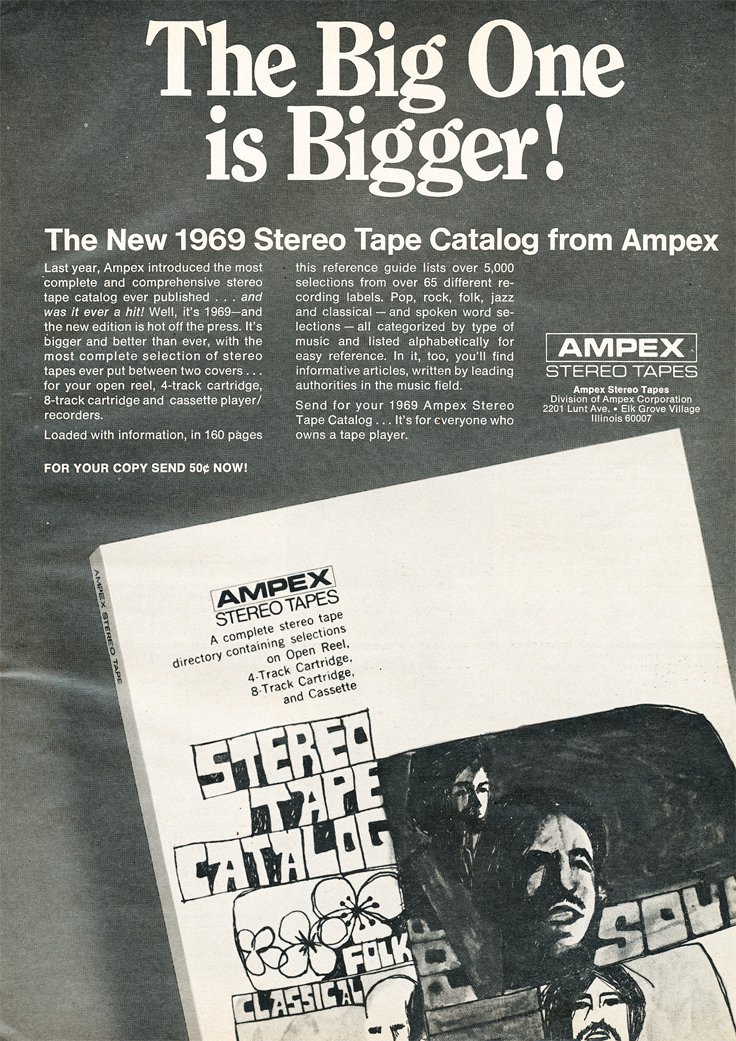 The Big One
is Bigger!
The New 1969 Stereo Tape Catalog from Ampex
Last year, Ampex introduced the most
complete and comprehensive stereo
tape catalog ever published . . . and
was it ever a hit! Well, it's 1969—and
the new edition is hot off the press. It's
bigger and better than ever, with the
most complete selection of stereo
tapes ever put between two covers . . .
for your open reel, 4-track cartridge,
8-track cartridge and cassette player/
recorders.
Loaded with information, in 160 pages
this reference guide lists over 5,000
selections from over 65 different re-
cording labels. Pop, rock, folk, jazz
and classical — and spoken word se-
lections — all categorized by type of
music and listed alphabetically for
easy reference. In it, too, you'll find
informative articles, written by leading
authorities in the music field.
Send for your 1969 Ampex Stereo
Tape Catalog . . . It's for everyone who
owns a tape player.
FOR YOUR COPY SEND 50¢ NOW!
AMPEX
STEREO TAPES
Ampex Stereo Tapes
Division of Ampex Corporation
2201 Lunt Ave. • Elk Grove Village
Illinois 60007
AMPEX STEREO TAPE
AMPEX
STEREO TAPES
A complete stereo tape
directory containing selections
on Open Reel,
4-Track Cartridge,
8-Track Cartridge,
and Cassette
STEREO
TAPE
CATALOG
FOLK
POP
SOU
CLASSICAL